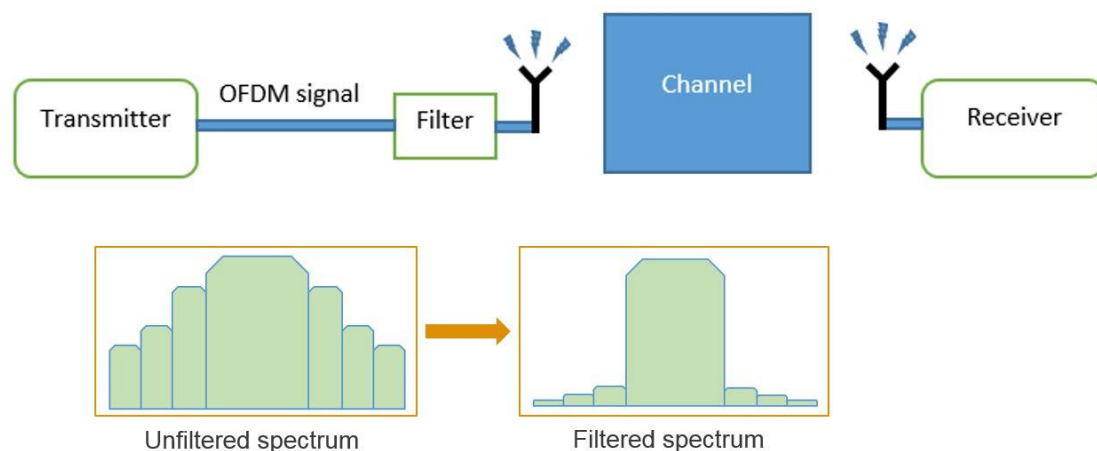 OFDM signal
Transmitter
Filter
Channel
Receiver
Unfiltered spectrum
Filtered spectrum